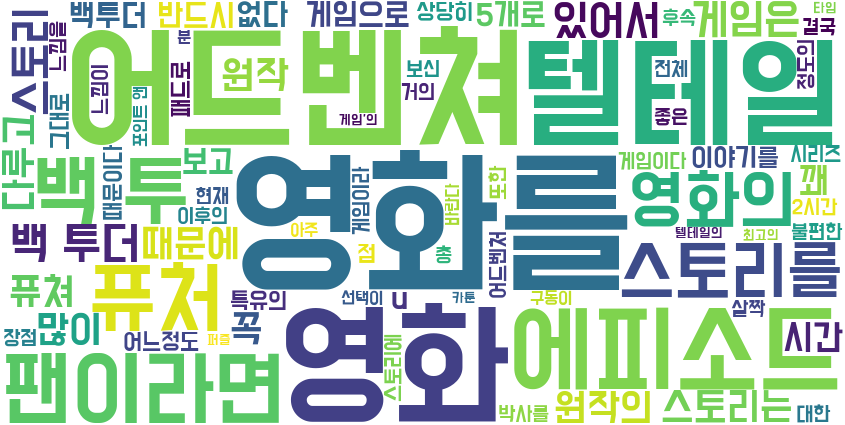 백투더 반드시 없다 게임으로 상당히 5개로 있어서 후속 게임은 타임
결국
스토리 느낌을 어드벤쳐 텔테일
분
원작 보신 전체 정도의
느낌이 패드로 거의 좋은
그대로 포인트 앤 게임'의
다루고 백 투 때문이다 보고 영화를 게임이다 이야기를 시리즈
현재 게임이라 바란다 또한 영화의 꽤
이후의 2시간
백 투더 때문에 아주 점 총 어드벤처 텔테일의 최고의 불편한
퓨쳐 퓨처 특유의 선택이 u 카툰 구동이 스토리를 살짝
장점 많이 어느정도 퍼즐 꼭 영화 에피소드 시간
팬이라면 스토리에 박사를 원작의 스토리는 대한